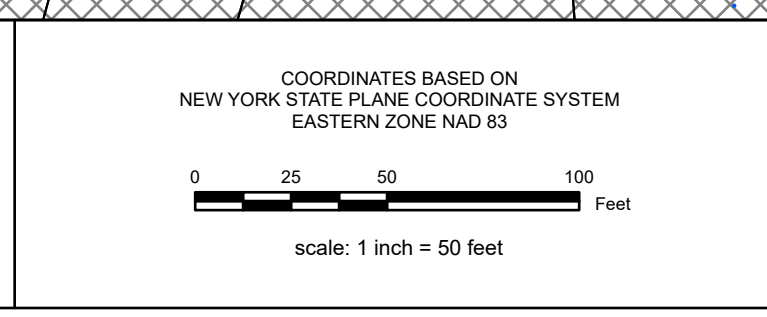 COORDINATES BASED ON
NEW YORK STATE PLANE COORDINATE SYSTEM
EASTERN ZONE NAD 83
0 25 50 100
Feet
scale: 1 inch = 50 feet